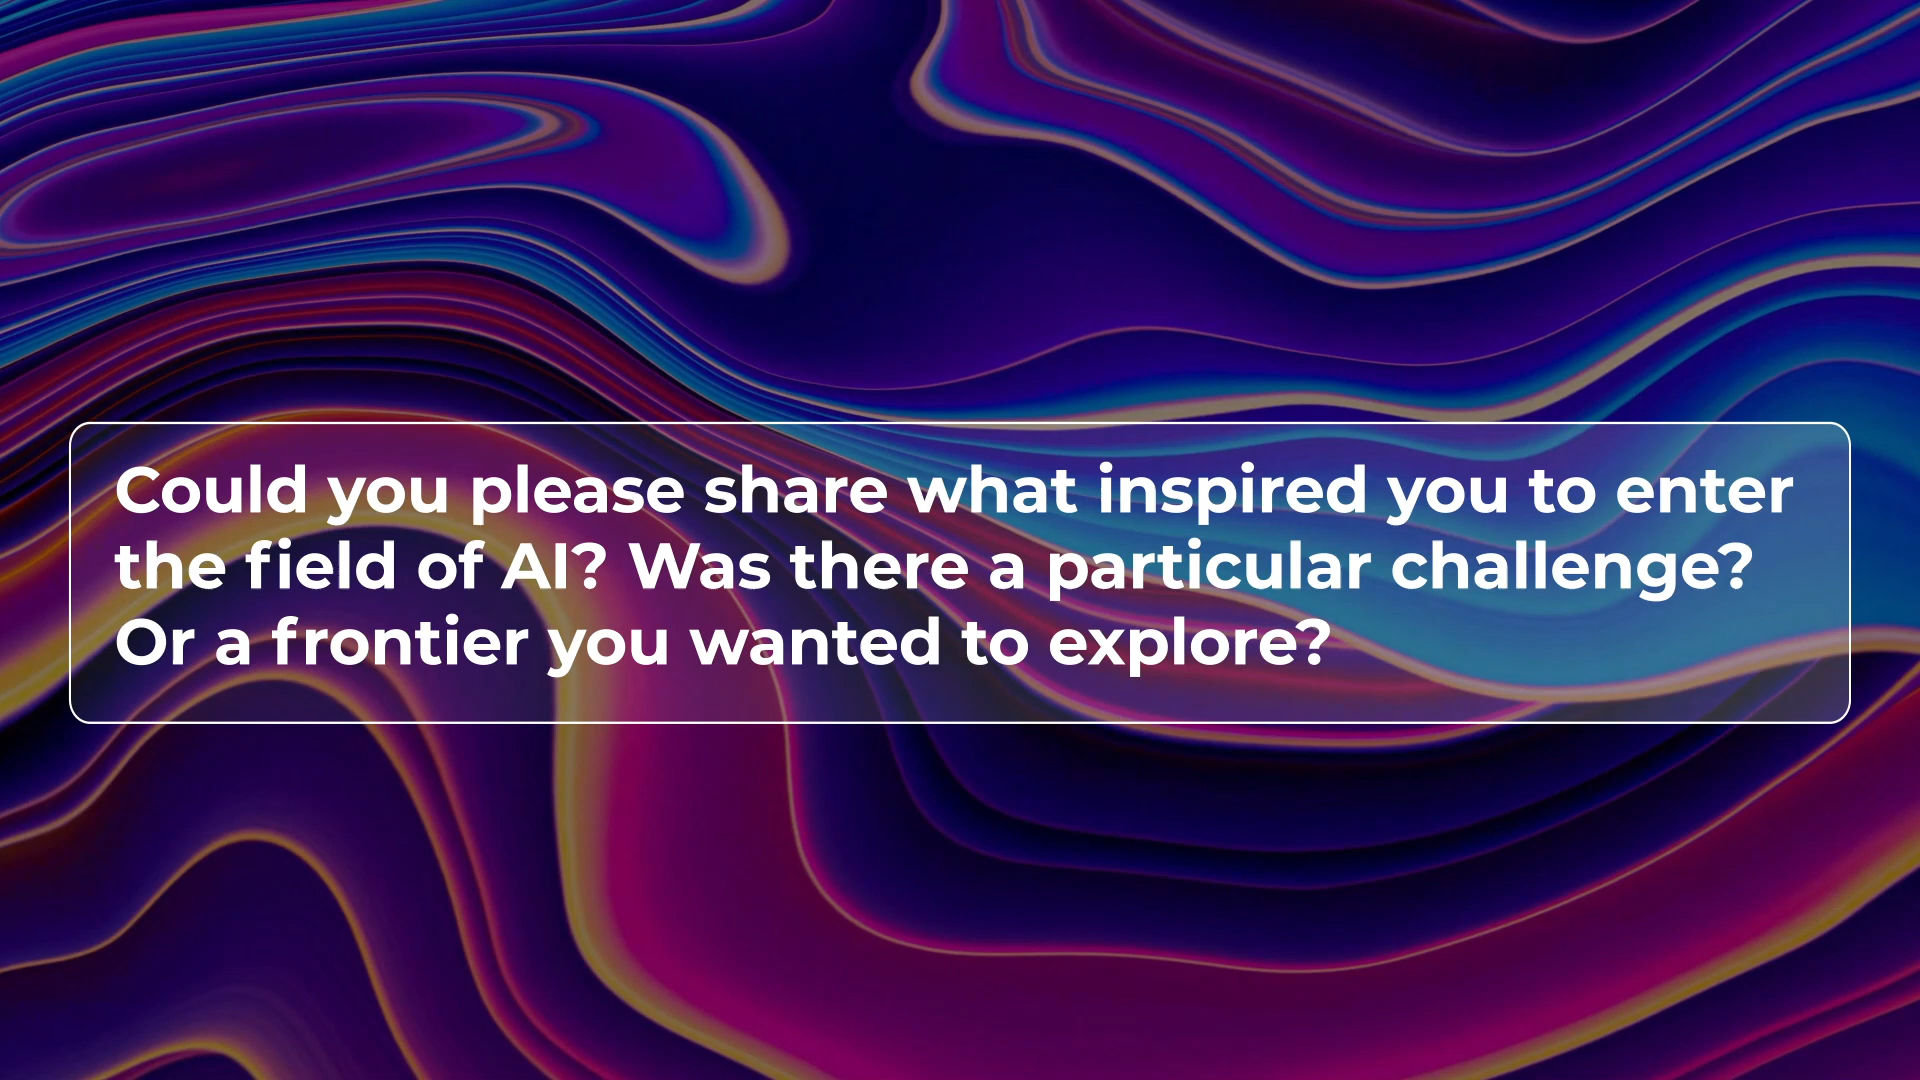 Could you please share what inspired you to enter
the field of AI? Was there a particular challenge?
Or a frontier you wanted to explore?